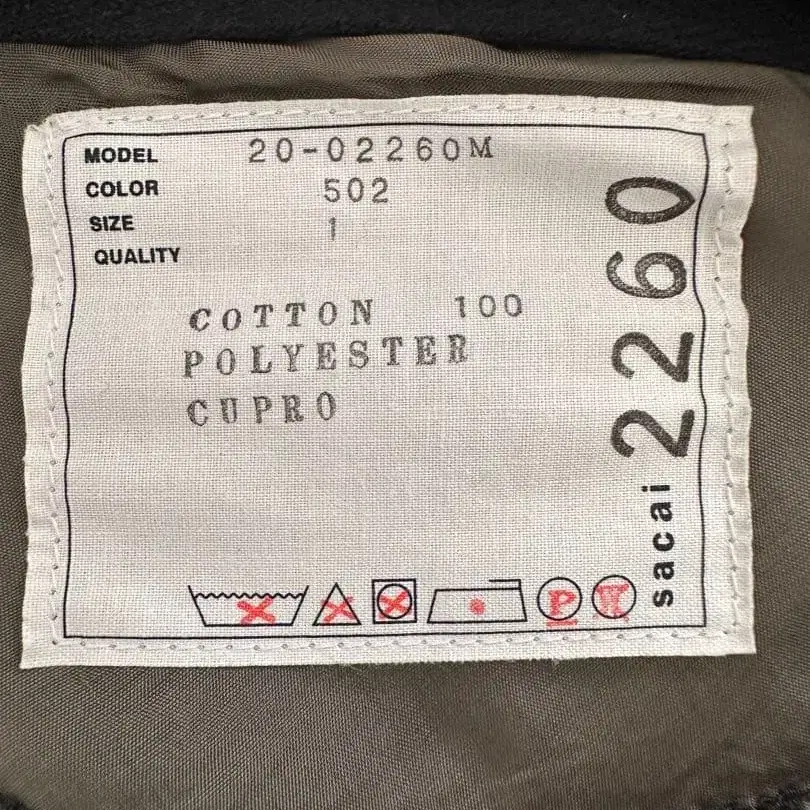 MODEL 20-02260M
COLOR 502
SIZE 1
QUALITY
COTTON 100
POLYESTER
CUPRO
P
W
sacai 2260